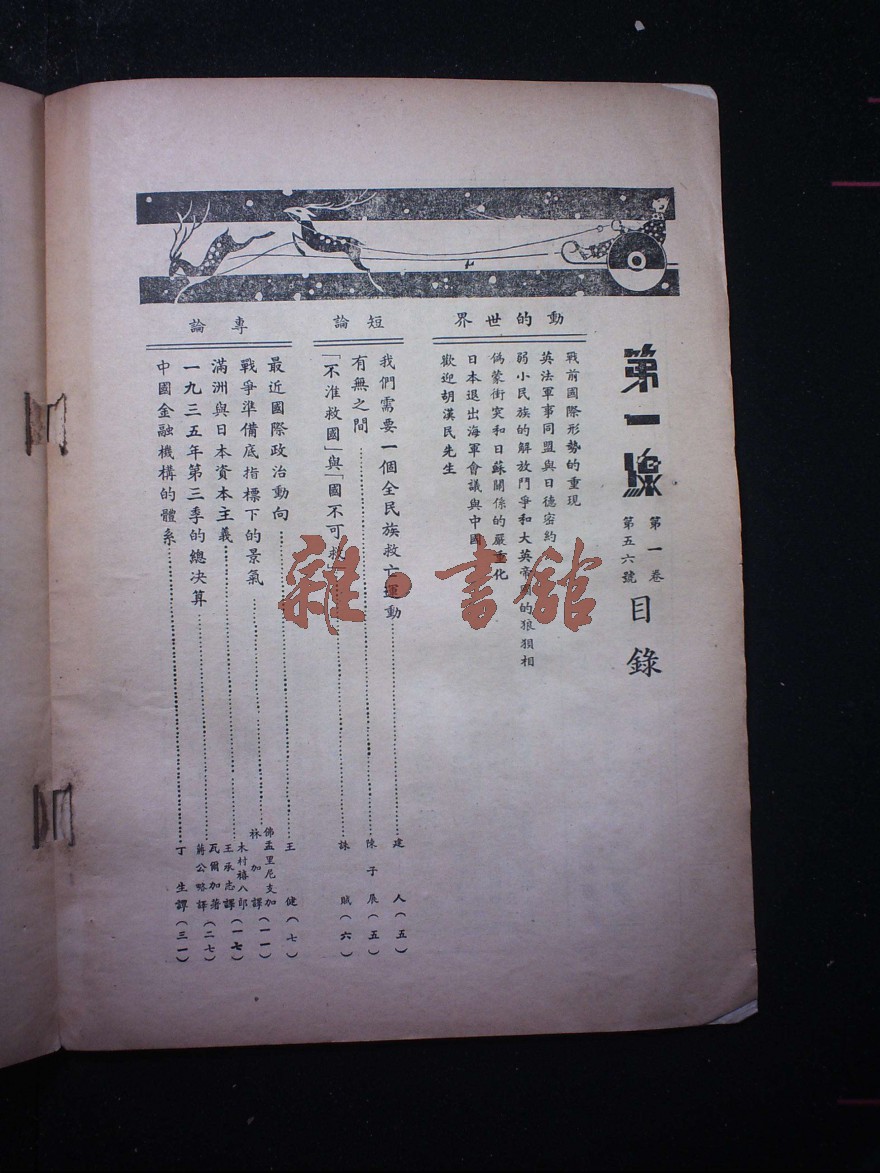 第一線
第一卷
第五六號
目錄
動的世界
戰前國際形勢的重現
英法軍事同盟與日德密約
弱小民族的解放鬥爭和大英帝國的狼狽相
偽蒙衝突和日蘇關係的嚴重化
日本退出海軍會議與中國
歡迎胡漢民先生
短論
我們需要一個全民族救亡運動 建人(五)
有無之間 陳子展(五)
「不准救國」與「國不可救」 誅賊(六)
專論
最近國際政治動向 王健(七)
戰爭準備底指標下的景氣 佛孟里尼支加 林加譯(一一)
滿洲與日本資本主義 木村禧八郎 王承志譯(一七)
一九三五年第三季的總決算 瓦爾加著 蔣公略譯(二七)
中國金融機構的體系 丁生譯(三一)
雜·書館